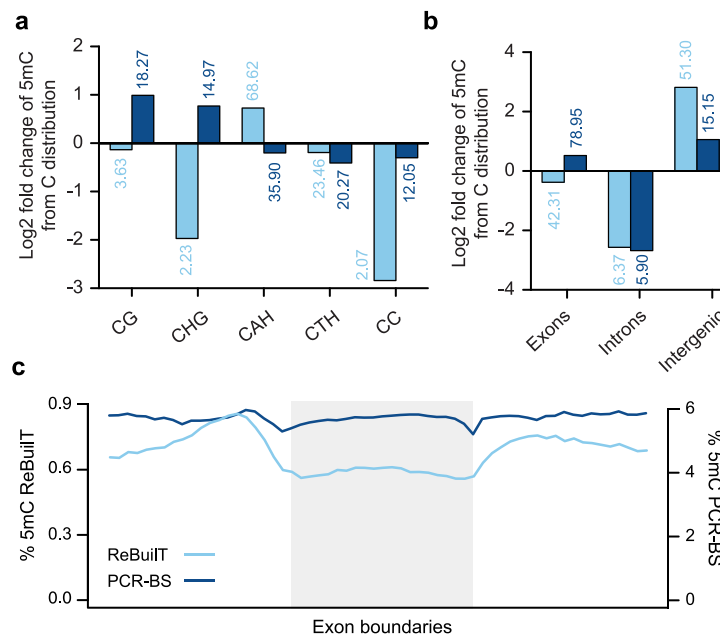 a
Log2 fold change of 5mC
from C distribution
2
1
0
-1
-2
-3
3.63
18.27
2.23
14.97
68.62
35.90
23.46
20.27
2.07
12.05
CG
CHG
CAH
CTH
CC
b
Log2 fold change of 5mC
from C distribution
4
2
0
-2
-4
42.31
78.95
6.37
5.90
51.30
15.15
Exons
Introns
Intergenic
c
% 5mC ReBuilT
0.9
0.6
0.3
0.0
ReBuilT
PCR-BS
6
4
2
0
% 5mC PCR-BS
Exon boundaries